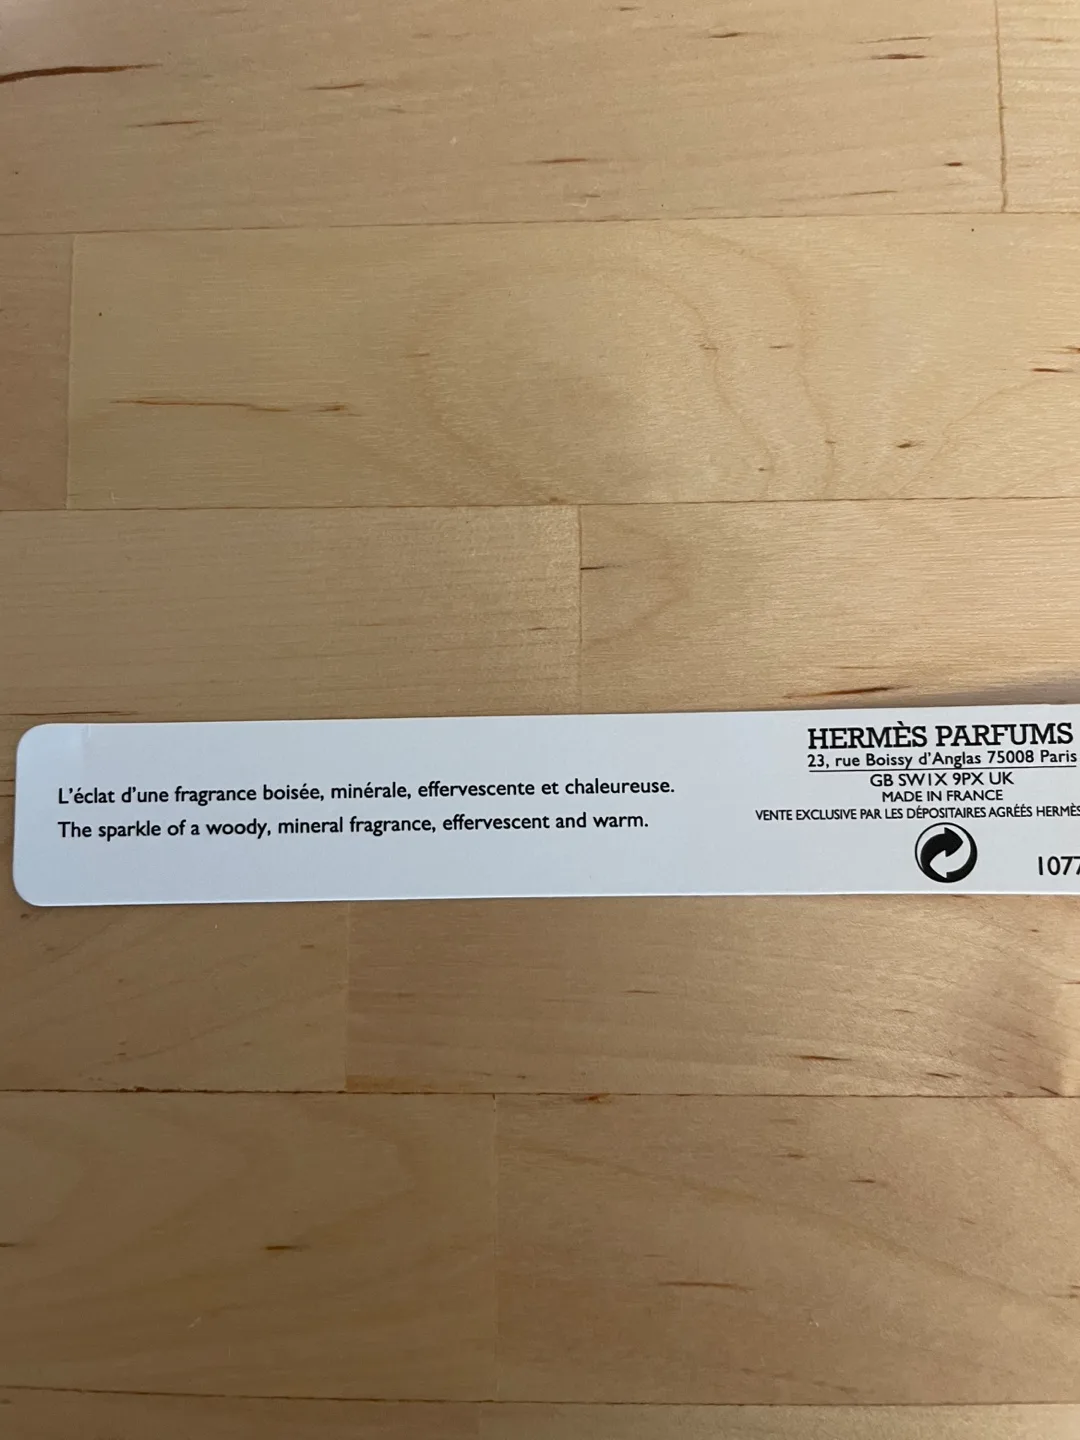 L'éclat d'une fragrance boisée, minérale, effervescente et chaleureuse.
The sparkle of a woody, mineral fragrance, effervescent and warm.
HERMÈS PARFUMS
23, rue Boissy d'Anglas 75008 Paris
GB SW1X 9PX UK
MADE IN FRANCE
VENTE EXCLUSIVE PAR LES DÉPOSITAIRES AGRÉÉS HERMÈS
1077